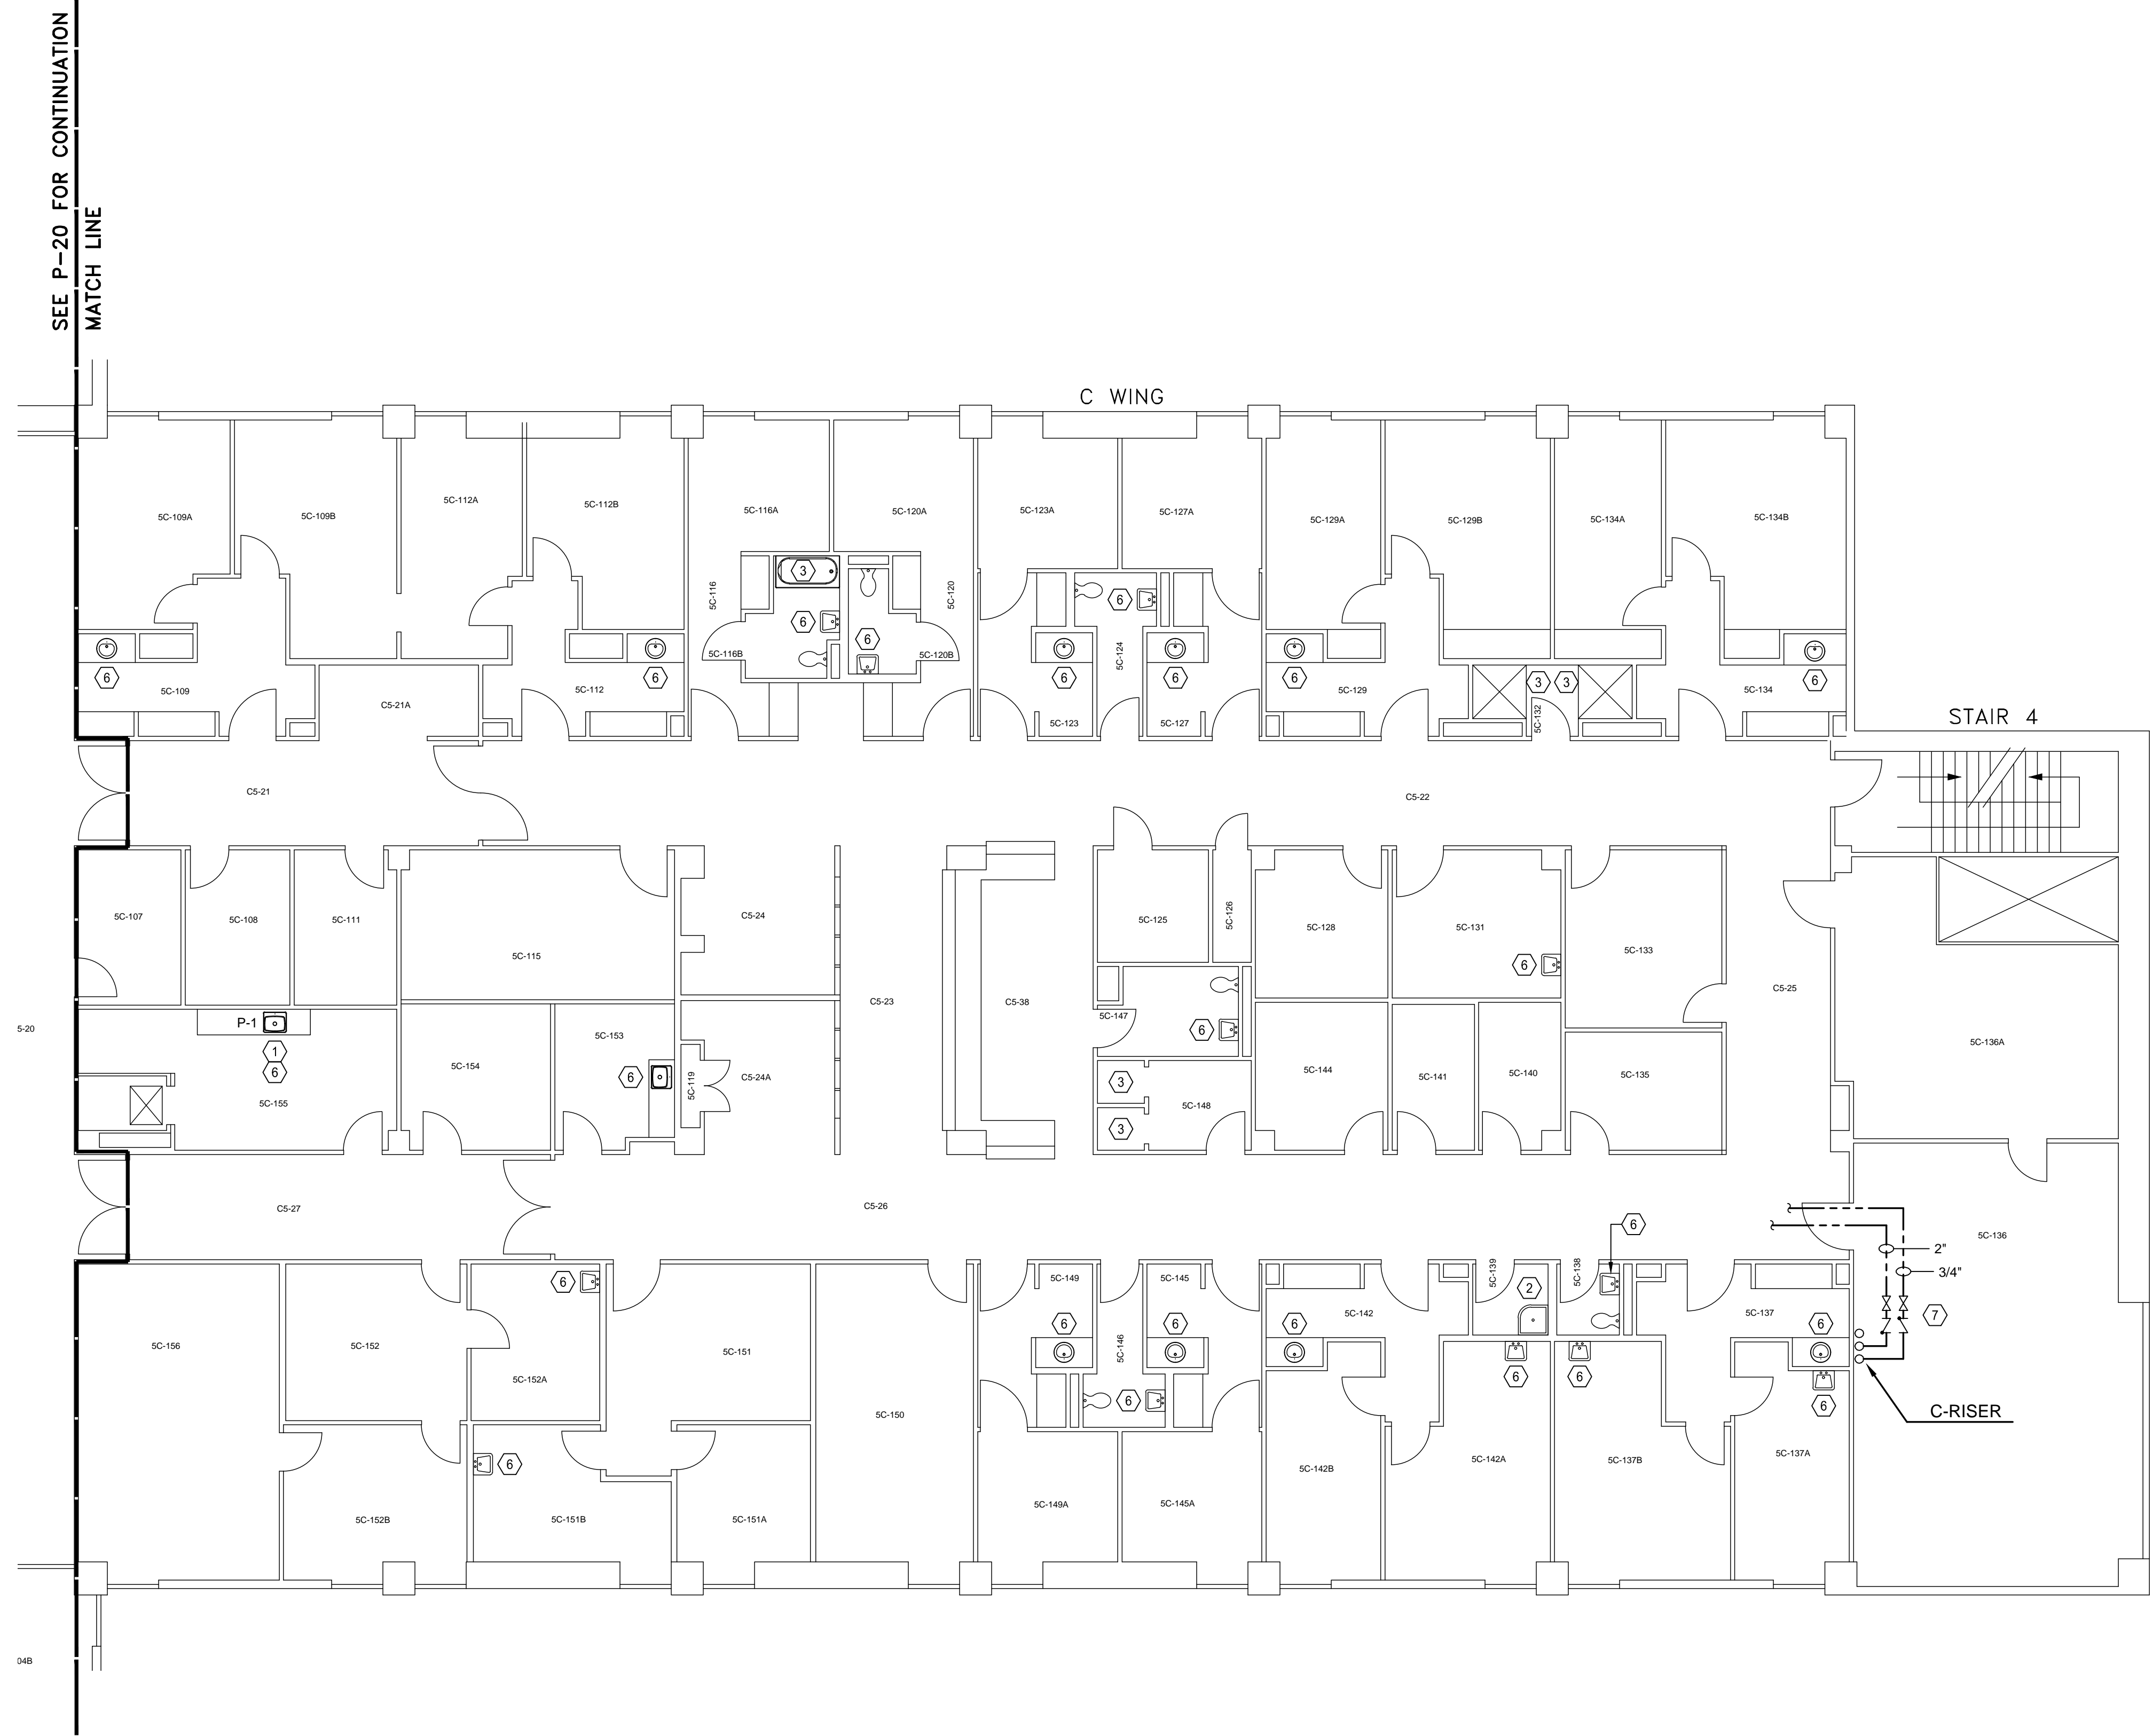 SEE P-20 FOR CONTINUATION
MATCH LINE
C WING
5C-109A
5C-109B
5C-112A
5C-112B
5C-116A
5C-120A
5C-123A
5C-127A
5C-129A
5C-129B
5C-134A
5C-134B
3
5C-116
5C-120
6
6
6
5C-116B
5C-120B
5C-124
6
6
6
6
6
6
6
5C-109
5C-112
5C-129
3
3
5C-134
C5-21A
5C-123
5C-127
5C-132
STAIR 4
C5-21
C5-22
5C-107
5C-108
5C-111
C5-24
5C-125
5C-126
5C-128
5C-131
5C-115
5C-133
6
C5-23
C5-38
C5-25
P-1
5-20
1
6
5C-153
5C-147
6
5C-136A
5C-154
6
5C-119
C5-24A
3
5C-144
5C-141
5C-140
5C-135
5C-155
5C-148
3
C5-27
C5-26
6
5C-136
2"
3/4"
6
5C-149
5C-145
5C-139
2
5C-138
5C-142
5C-137
7
6
6
6
6
5C-156
5C-152
5C-151
5C-146
5C-152A
6
6
6
6
5C-150
C-RISER
6
5C-142A
5C-137B
5C-137A
5C-142B
5C-149A
5C-145A
5C-152B
5C-151B
5C-151A
04B